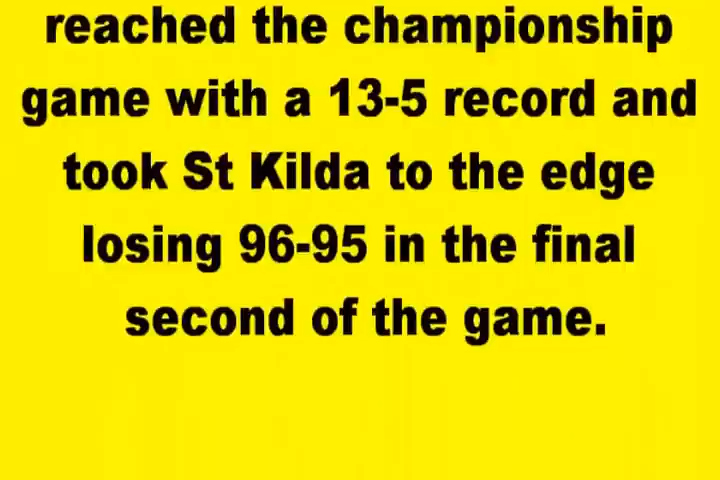 reached the championship
game with a 13-5 record and
took St Kilda to the edge
losing 96-95 in the final
second of the game.